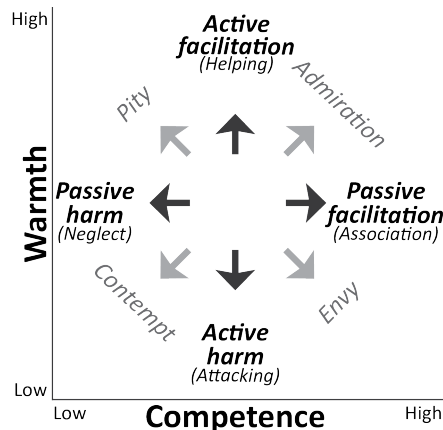 High
Active
facilitation
(Helping)
Pity
Admiration
Warmth
Passive
harm
(Neglect)
Passive
facilitation
(Association)
Contempt
Envy
Active
harm
(Attacking)
Low
Low
Competence
High